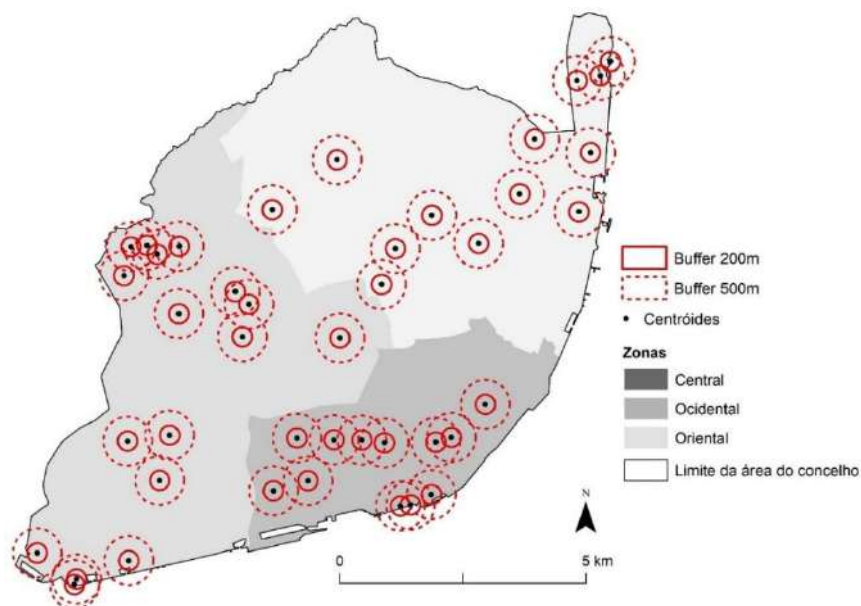 Buffer 200m
Buffer 500m
Centróides
Zonas
Central
Ocidental
Oriental
Limite da área do concelho
N
0
5 km